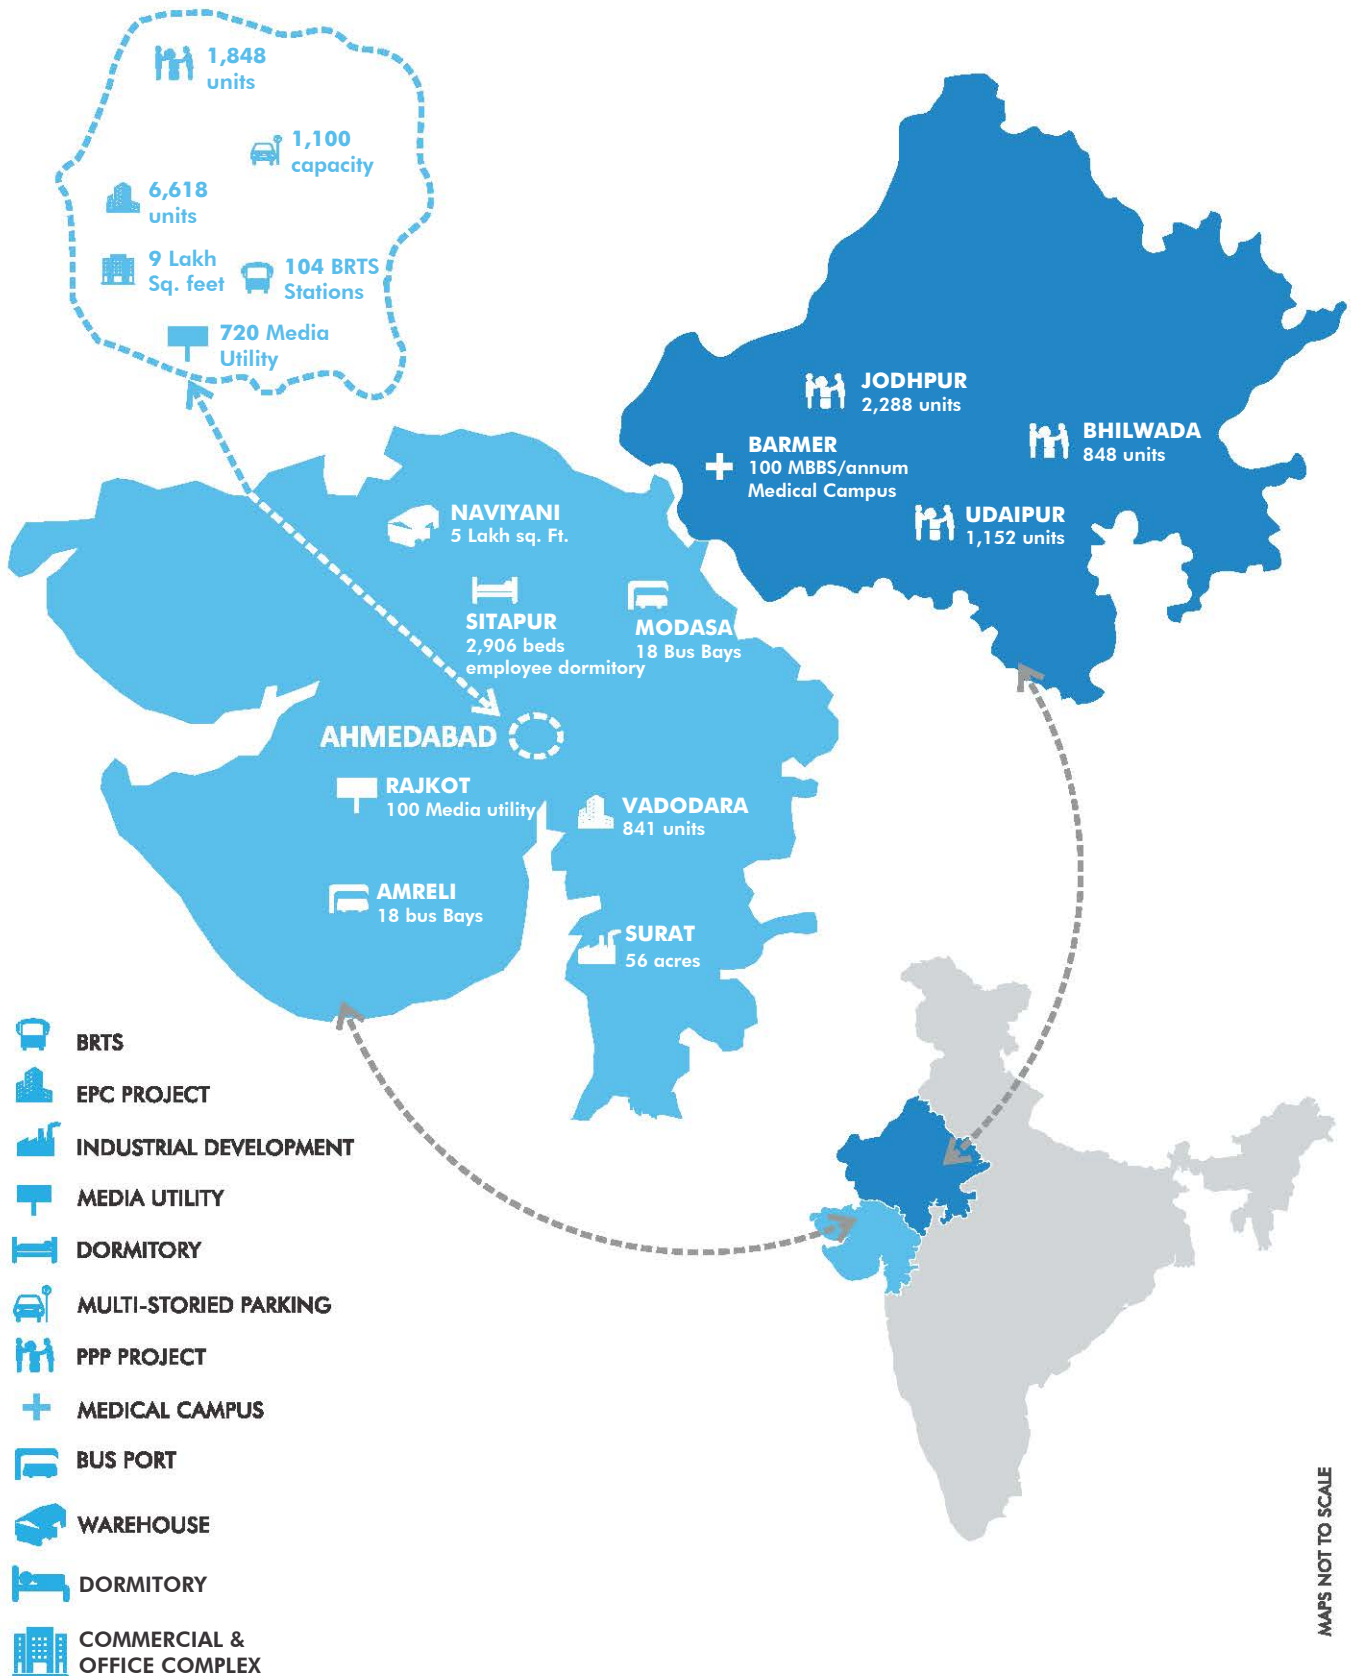 1,848
units
1,100
capacity
6,618
units
9 Lakh
Sq. feet
104 BRTS
Stations
720 Media
Utility
JODHPUR
2,288 units
BHILWADA
848 units
BARMER
100 MBBS/annum
Medical Campus
UDAIPUR
1,152 units
NAVIYANI
5 Lakh sq. Ft.
SITAPUR
2,906 beds
employee dormitory
MODASA
18 Bus Bays
AHMEDABAD
RAJKOT
100 Media utility
VADODARA
841 units
AMRELI
18 bus Bays
SURAT
56 acres
BRTS
EPC PROJECT
INDUSTRIAL DEVELOPMENT
MEDIA UTILITY
DORMITORY
MULTI-STORIED PARKING
PPP PROJECT
MEDICAL CAMPUS
BUS PORT
WAREHOUSE
DORMITORY
COMMERCIAL &
OFFICE COMPLEX
MAPS NOT TO SCALE